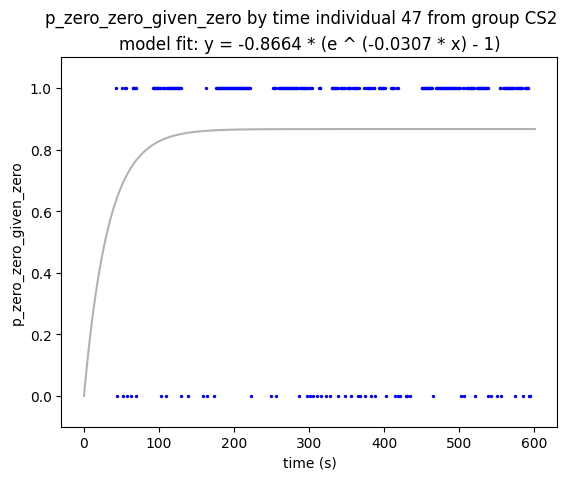 p_zero_zero_given_zero by time individual 47 from group CS2
model fit: y = -0.8664 * (e ^ (-0.0307 * x) - 1)
1.0
0.8
0.6
0.4
0.2
0.0
p_zero_zero_given_zero
0 100 200 300 400 500 600
time (s)